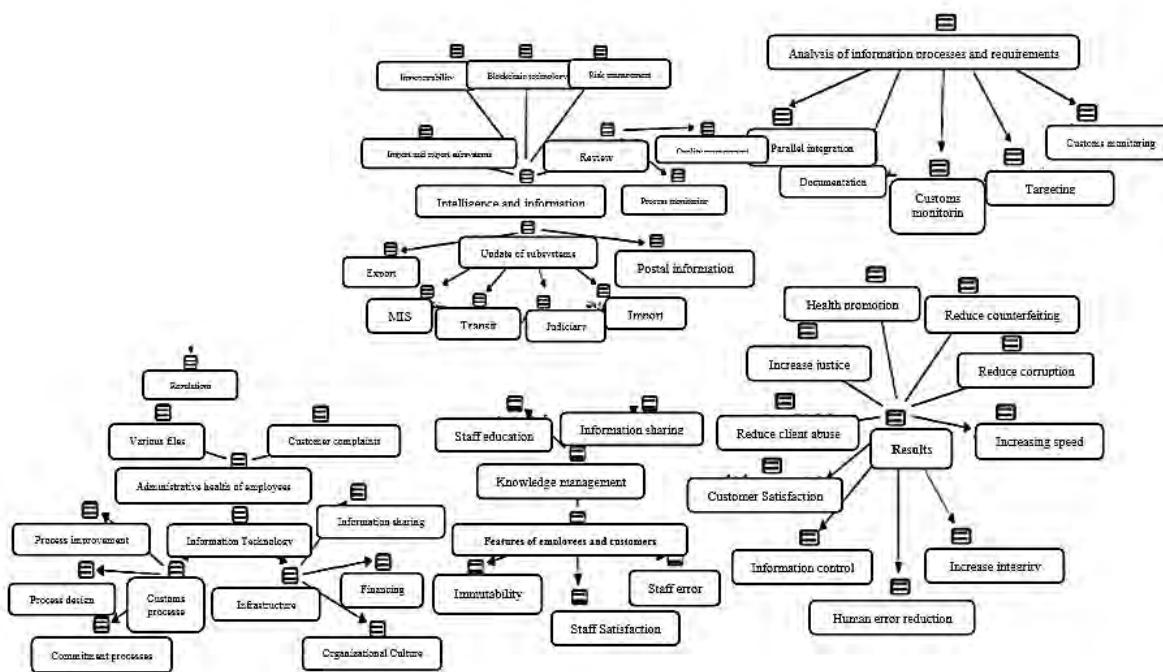 Immutability
Blockchain technology
Risk management
Analysis of information processes and requirements
Import and export subsystems
Review
Quality management
Parallel integration
Customs monitoring
Documentation
Targeting
Customs
monitorin
Intelligence and information
Process monitoring
Update of subsystems
Export
Postal information
MIS
Transit
Judiciary
Import
Health promotion
Reduce counterfeiting
Increase justice
Reduce corruption
Reduce client abuse
Results
Increasing speed
Customer Satisfaction
Information control
Increase integrity
Human error reduction
Various files
Customer complaints
Administrative health of employees
Process improvement
Information Technology
Information sharing
Process design
Customs
processe
Infrastructure
Financing
Commitment processes
Organizational Culture
Staff education
Information sharing
Knowledge management
Features of employees and customers
Immutability
Staff error
Staff Satisfaction